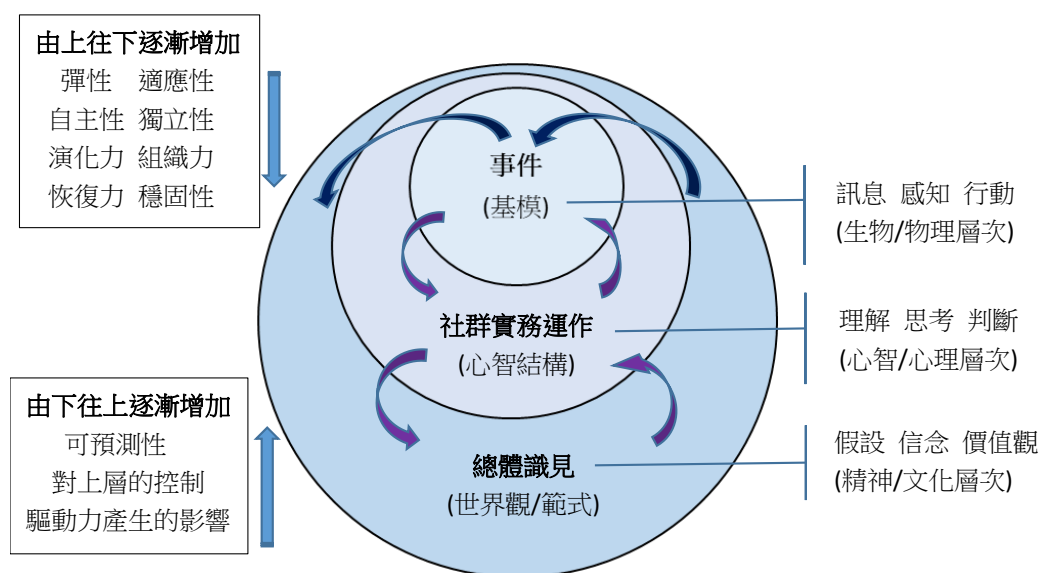 由上往下逐漸增加
彈性 適應性
自主性 獨立性
演化力 組織力
恢復力 穩固性
事件
(基模)
訊息 感知 行動
(生物/物理層次)
社群實務運作
(心智結構)
理解 思考 判斷
(心智/心理層次)
由下往上逐漸增加
可預測性
對上層的控制
驅動力產生的影響
總體識見
(世界觀/範式)
假設 信念 價值觀
(精神/文化層次)